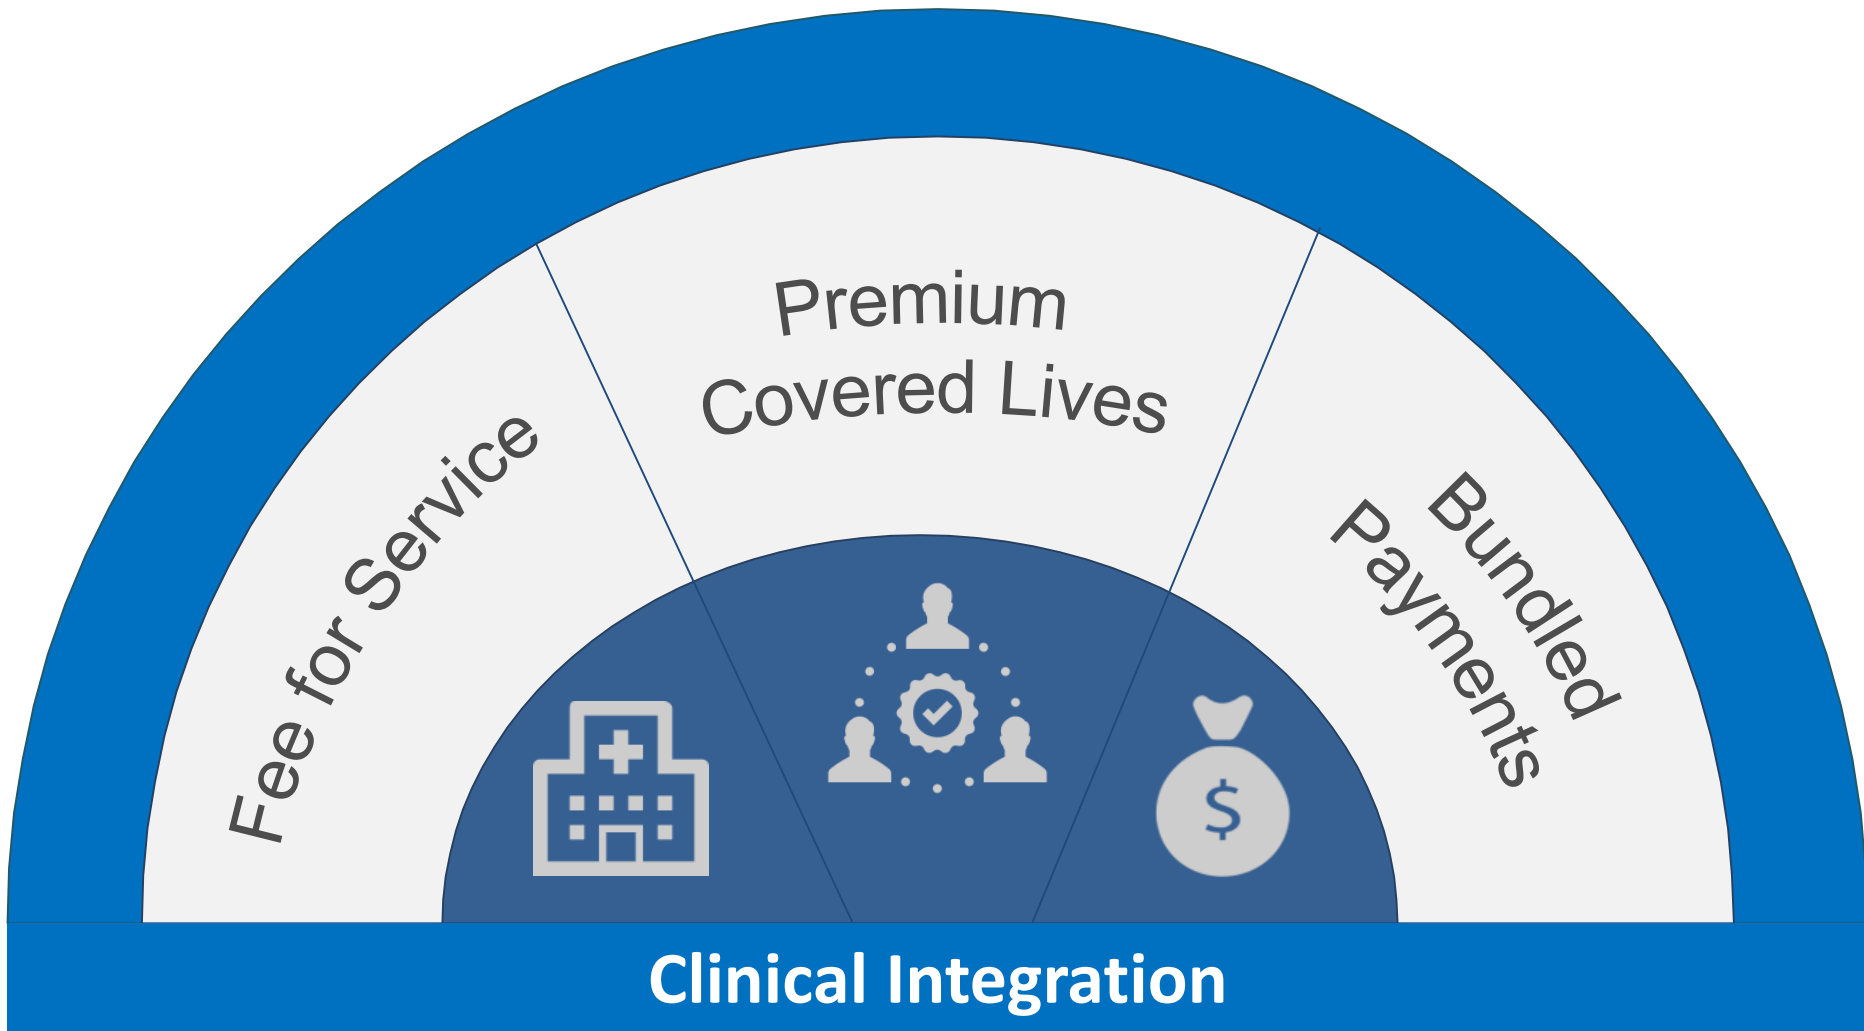 Fee for Service
Premium
Covered Lives
Bundled
Payments
$
Clinical Integration